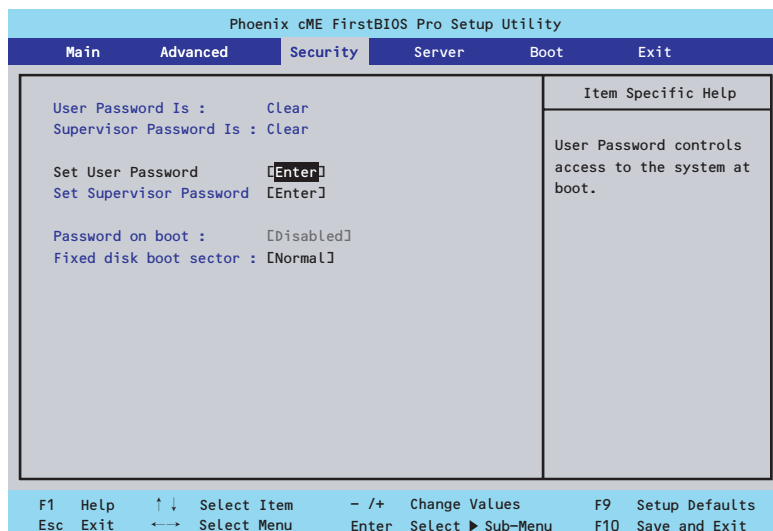 Phoenix cME FirstBIOS Pro Setup Utility
Main Advanced Security Server Boot Exit
Item Specific Help
User Password Is : Clear
Supervisor Password Is : Clear
User Password controls
access to the system at
boot.
Set User Password [Enter]
Set Supervisor Password [Enter]
Password on boot : [Disabled]
Fixed disk boot sector : [Normal]
F1 Help ↑↓ Select Item - /+ Change Values F9 Setup Defaults
Esc Exit ←→ Select Menu Enter Select ▶ Sub-Menu F10 Save and Exit